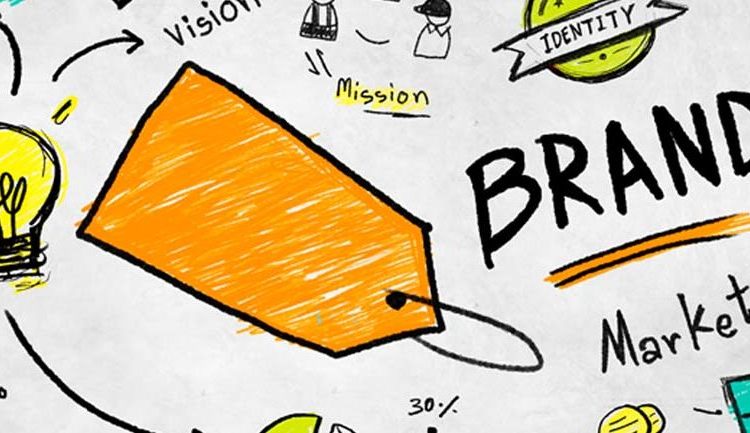 Vision
Mission
IDENTITY
BRAND
Market
30%